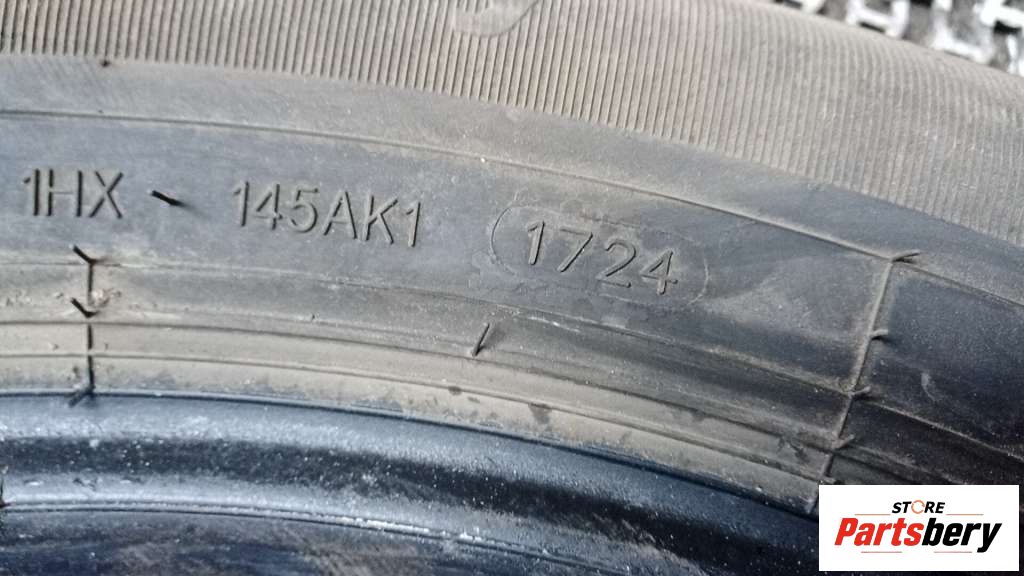 1HX - 145AK1 1724
STORE
Partsbery